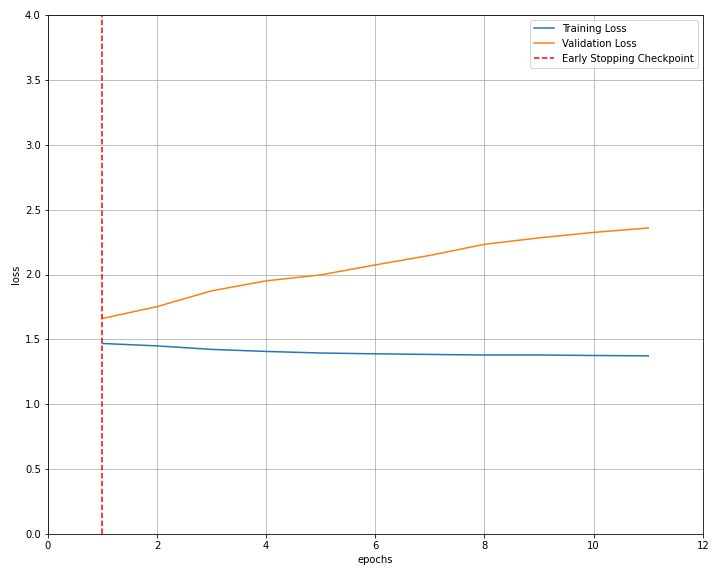 Training Loss
Validation Loss
Early Stopping Checkpoint
4.0
3.5
3.0
2.5
2.0
1.5
1.0
0.5
0.0
loss
0 2 4 6 8 10 12
epochs